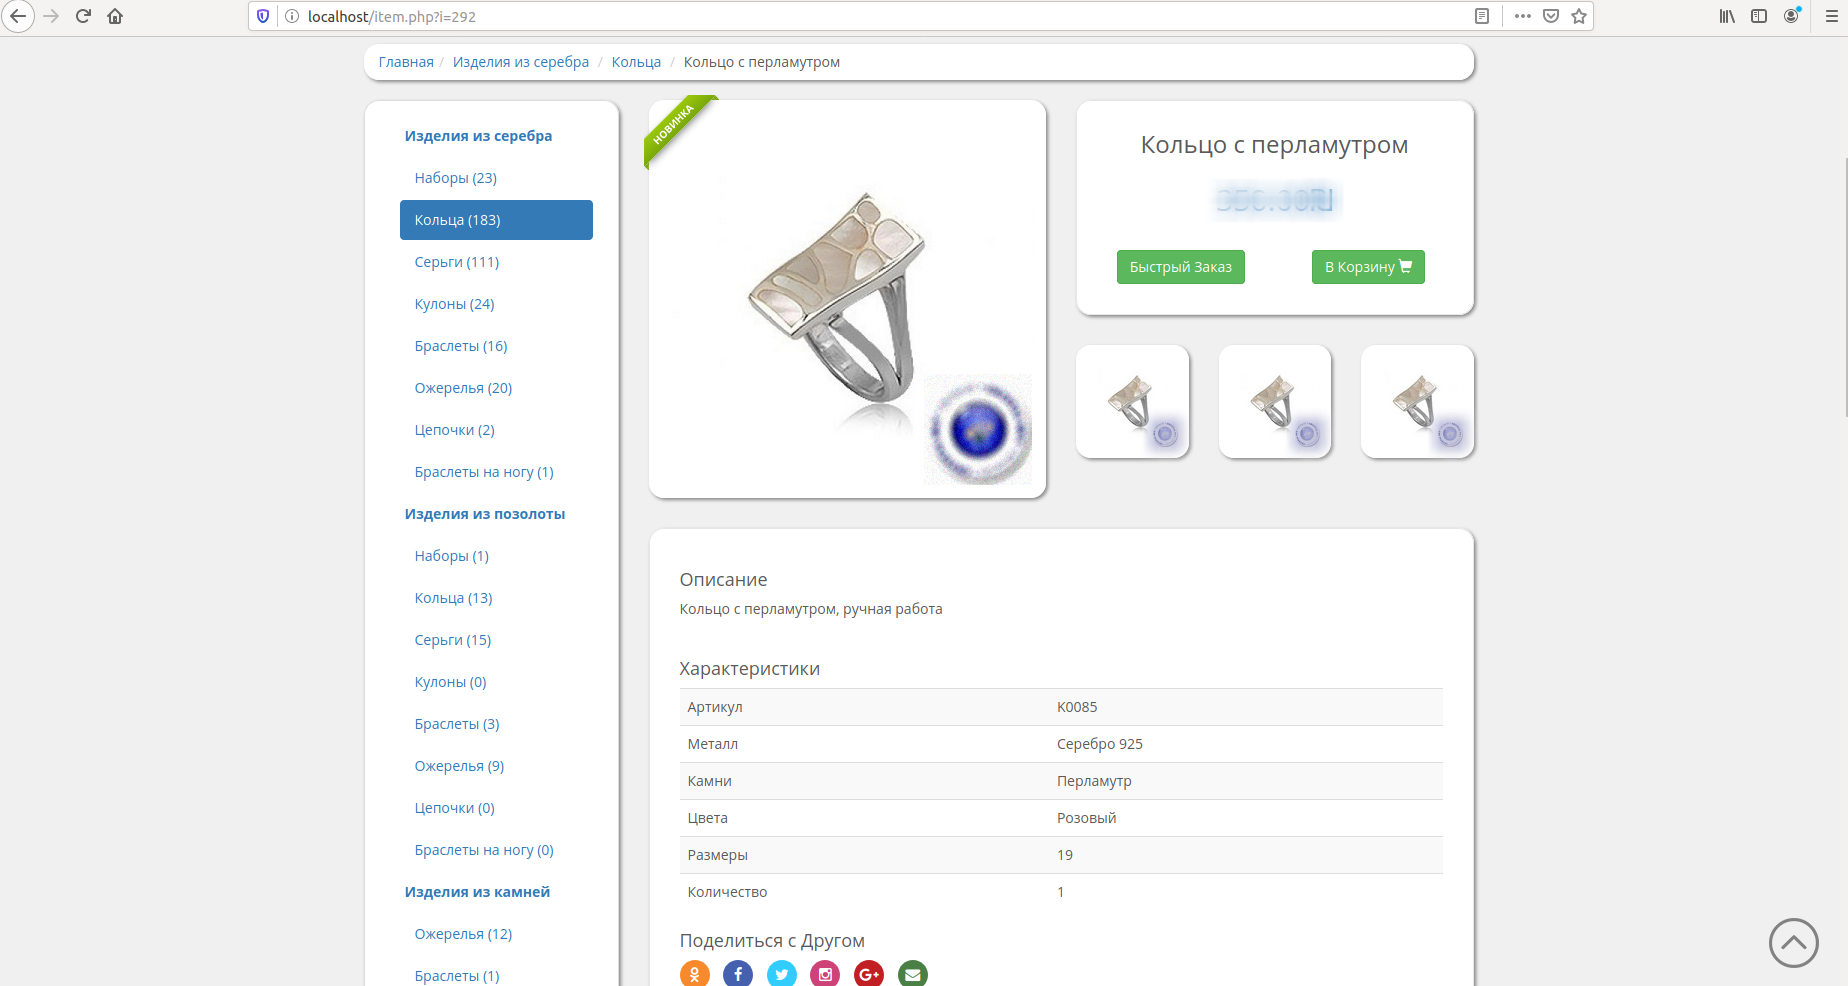 localhost/item.php?i=292
Главная / Изделия из серебра / Кольца / Кольцо с перламутром
Изделия из серебра
Наборы (23)
Кольца (183)
Серьги (111)
Кулоны (24)
Браслеты (16)
Ожерелья (20)
Цепочки (2)
Браслеты на ногу (1)
Изделия из позолоты
Наборы (1)
Кольца (13)
Серьги (15)
Кулоны (0)
Браслеты (3)
Ожерелья (9)
Цепочки (0)
Браслеты на ногу (0)
Изделия из камней
Ожерелья (12)
Браслеты (1)
НОВИНКА
Кольцо с перламутром
Быстрый Заказ
В Корзину
Описание
Кольцо с перламутром, ручная работа
Характеристики
Артикул K0085
Металл Серебро 925
Камни Перламутр
Цвета Розовый
Размеры 19
Количество 1
Поделиться с Другом
f
G+